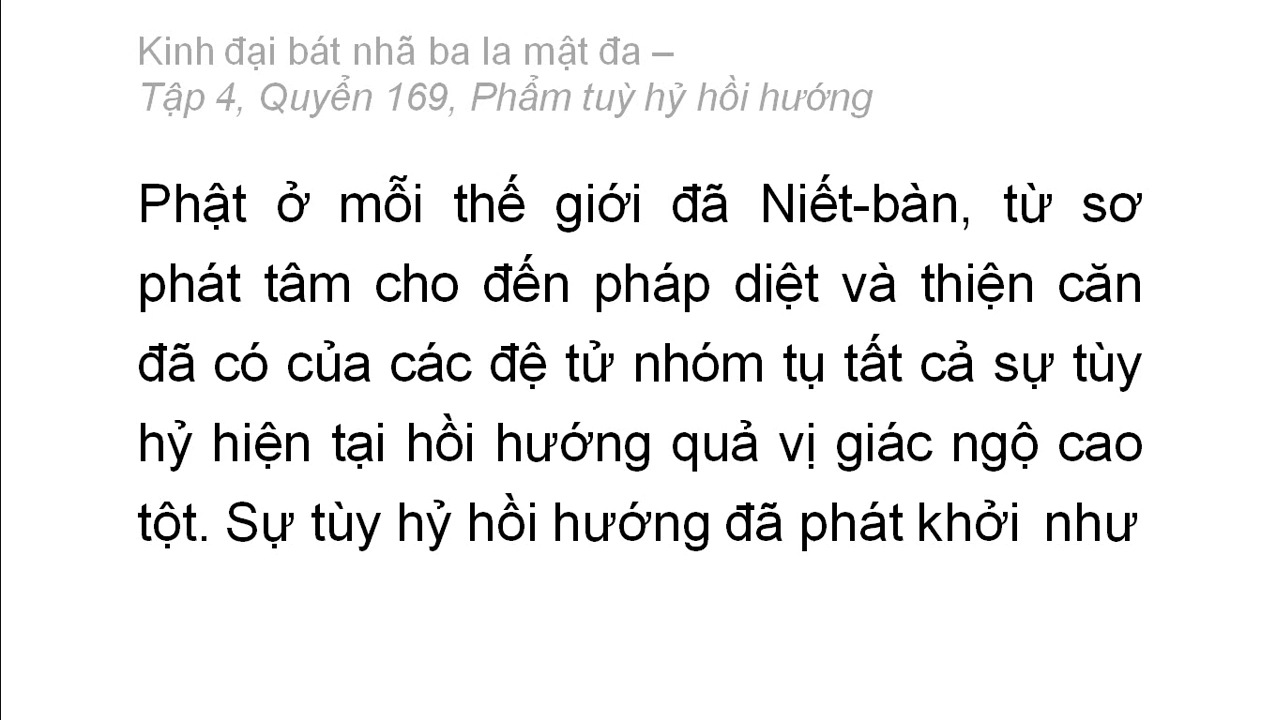 Kinh đại bát nhã ba la mật đa –
Tập 4, Quyển 169, Phẩm tuỳ hỷ hồi hướng
Phật ở mỗi thế giới đã Niết-bàn, từ sơ
phát tâm cho đến pháp diệt và thiện căn
đã có của các đệ tử nhóm tụ tất cả sự tùy
hỷ hiện tại hồi hướng quả vị giác ngộ cao
tột. Sự tùy hỷ hồi hướng đã phát khởi như